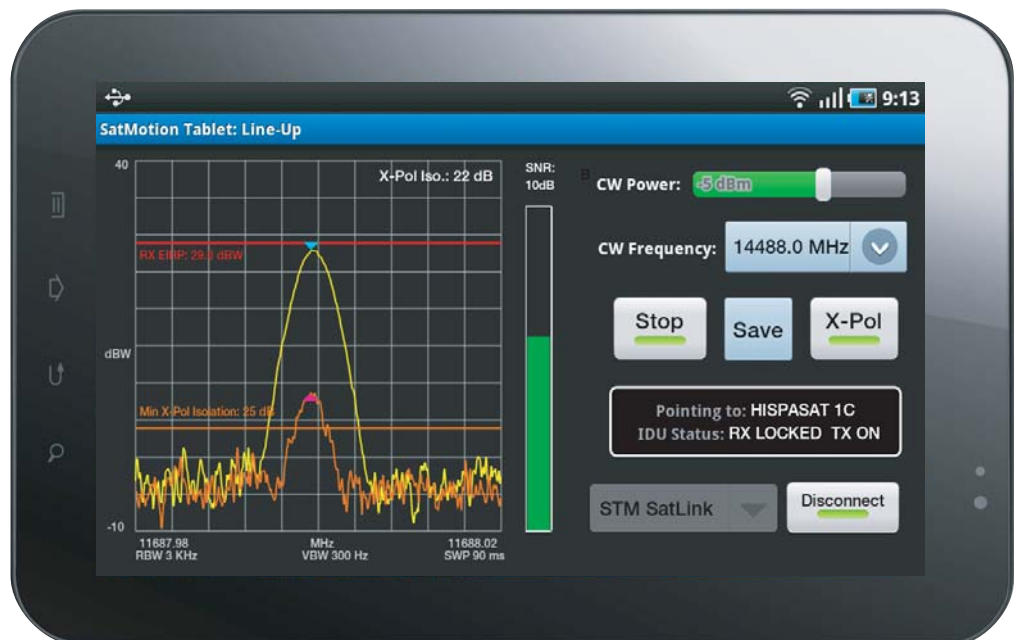 9:13
SatMotion Tablet: Line-Up
40
X-Pol Iso.: 22 dB
RX EIRP: 29.0 dBW
dBW
Min X-Pol Isolation: 25 dB
-10
11687.98 MHz 11688.02
RBW 3 KHz VBW 300 Hz SWP 90 ms
SNR:
10dB
B
CW Power: -5 dBm
CW Frequency: 14488.0 MHz
Stop
Save
X-Pol
Pointing to: HISPASAT 1C
IDU Status: RX LOCKED TX ON
STM SatLink
Disconnect